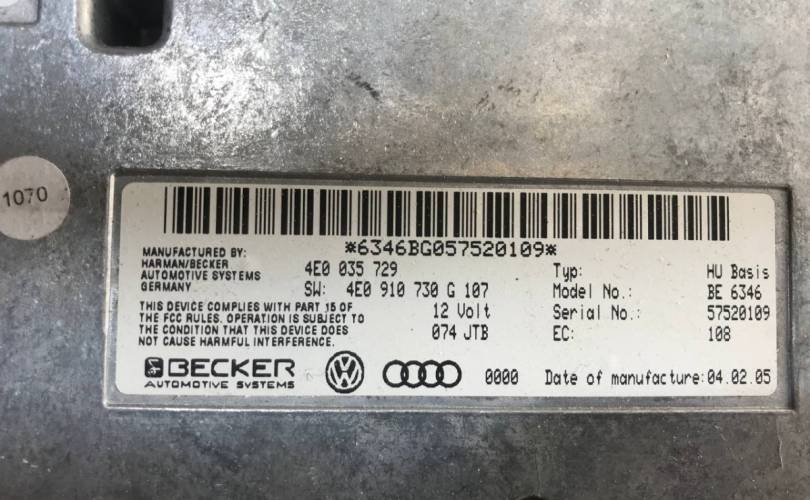 1070
*6346BG057520109*
MANUFACTURED BY:
HARMAN/BECKER
AUTOMOTIVE SYSTEMS
GERMANY
4E0 035 729
SW: 4E0 910 730 G 107
12 Volt
074 JTB
Typ: HU Basis
Model No.: BE 6346
Serial No.: 57520109
EC: 108
THIS DEVICE COMPLIES WITH PART 15 OF
THE FCC RULES. OPERATION IS SUBJECT TO
THE CONDITION THAT THIS DEVICE DOES
NOT CAUSE HARMFUL INTERFERENCE.
BECKER
AUTOMOTIVE SYSTEMS
0000 Date of manufacture:04.02.05